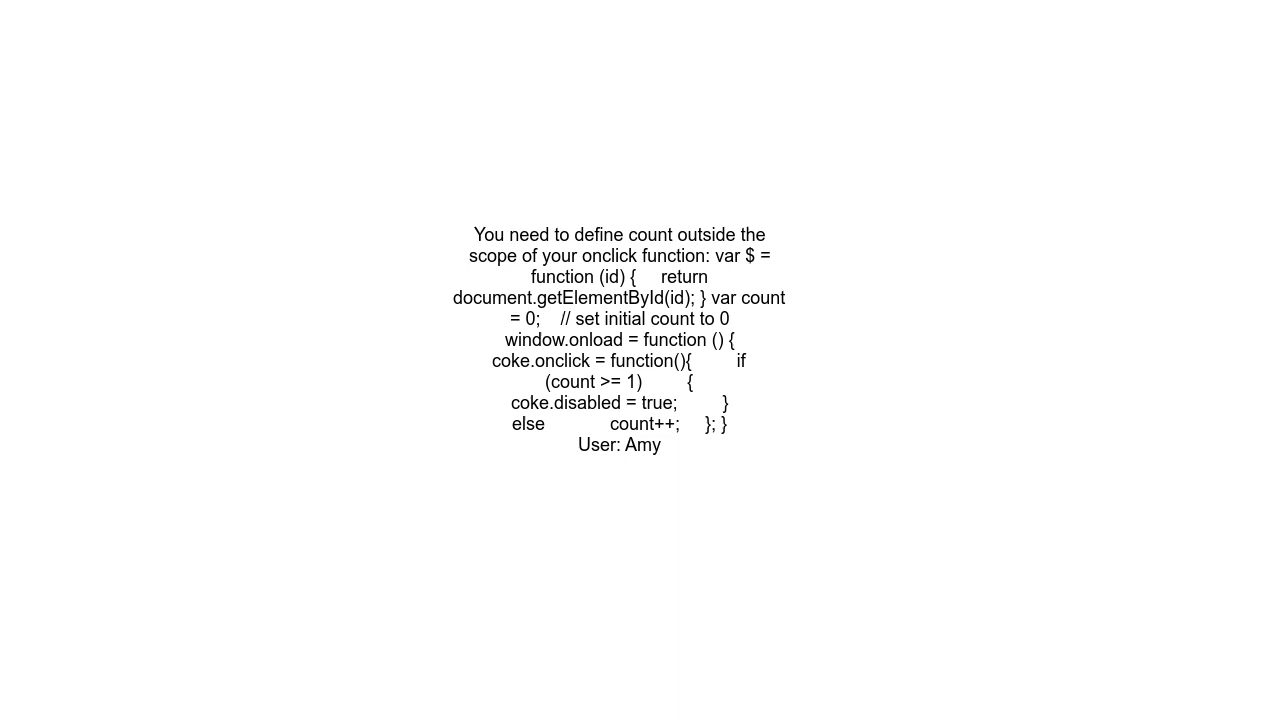 You need to define count outside the
scope of your onclick function: var $ =
function (id) {     return
document.getElementById(id); } var count
= 0;    // set initial count to 0
window.onload = function () {
coke.onclick = function(){         if
(count >= 1)         {
coke.disabled = true;         }
else             count++;     }; }
User: Amy